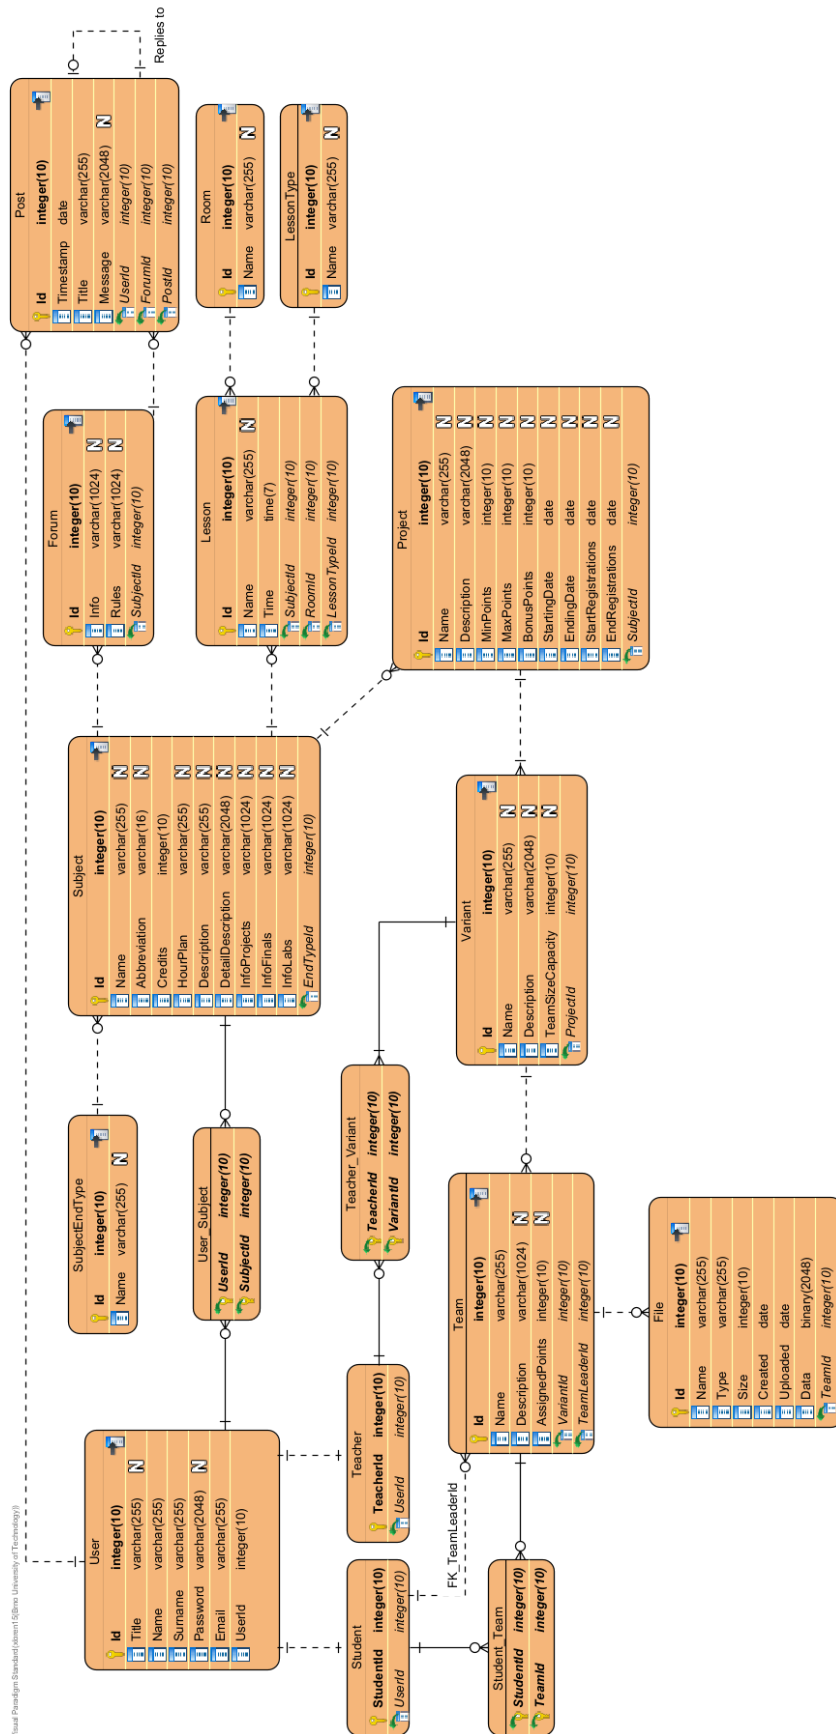 Visual Paradigm Standard(xloren15(Brno University of Technology))
Post
Id integer(10)
Timestamp date
Title varchar(255)
Message varchar(2048) N
UserId integer(10)
ForumId integer(10)
PostId integer(10)
Replies to
Room
Id integer(10)
Name varchar(255) N
LessonType
Id integer(10)
Name varchar(255) N
Forum
Id integer(10)
Info varchar(1024) N
Rules varchar(1024) N
SubjectId integer(10)
Lesson
Id integer(10)
Name varchar(255) N
Time time(7)
SubjectId integer(10)
RoomId integer(10)
LessonTypeId integer(10)
Project
Id integer(10)
Name varchar(255) N
Description varchar(2048) N
MinPoints integer(10) N
MaxPoints integer(10) N
BonusPoints integer(10) N
StartingDate date N
EndingDate date N
StartRegistrations date N
EndRegistrations date N
SubjectId integer(10)
Subject
Id integer(10)
Name varchar(255) N
Abbreviation varchar(16) N
Credits integer(10)
HourPlan varchar(255) N
Description varchar(255) N
DetailDescription varchar(2048) N
InfoProjects varchar(1024) N
InfoFinals varchar(1024) N
InfoLabs varchar(1024) N
EndTypeId integer(10)
Variant
Id integer(10)
Name varchar(255) N
Description varchar(2048) N
TeamSizeCapacity integer(10) N
ProjectId integer(10)
SubjectEndType
Id integer(10)
Name varchar(255) N
User_Subject
UserId integer(10)
SubjectId integer(10)
Teacher_Variant
TeacherId integer(10)
VariantId integer(10)
Team
Id integer(10)
Name varchar(255)
Description varchar(1024) N
AssignedPoints integer(10) N
VariantId integer(10)
TeamLeaderId integer(10)
File
Id integer(10)
Name varchar(255)
Type varchar(255)
Size integer(10)
Created date
Uploaded date
Data binary(2048)
TeamId integer(10)
User
Id integer(10)
Title varchar(255) N
Name varchar(255)
Surname varchar(255)
Password varchar(2048) N
Email varchar(255)
UserId integer(10)
Teacher
TeacherId integer(10)
UserId integer(10)
FK_TeamLeaderId
Student
StudentId integer(10)
UserId integer(10)
Student_Team
StudentId integer(10)
TeamId integer(10)